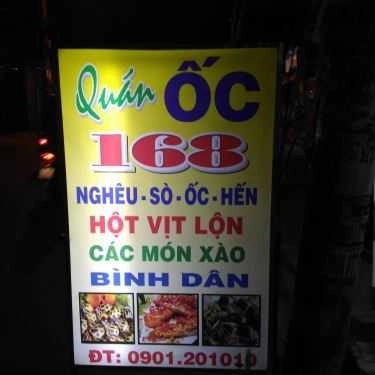 Quán ỐC
168
NGHÊU - SÒ - ỐC - HẾN
HỘT VỊT LỘN
CÁC MÓN XÀO
BÌNH DÂN
ĐT: 0901.201010